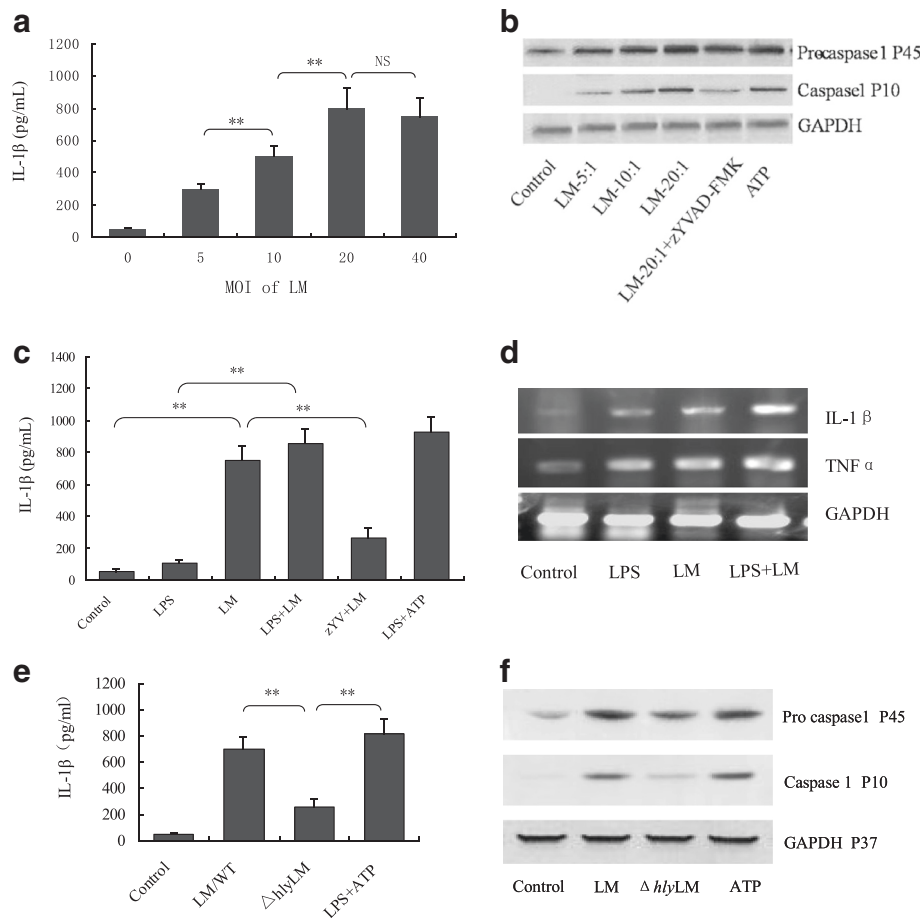 a
1200
1000
800
600
400
200
0
IL-1β (pg/mL)
**
**
NS
0 5 10 20 40
MOI of LM
b
Procaspase1 P45
Caspase1 P10
GAPDH
Control
LM-5:1
LM-10:1
LM-20:1
LM-20:1+zYVAD-FMK
ATP
c
1400
1200
1000
800
600
400
200
0
IL-1β (pg/mL)
**
**
**
Control
LPS
LM
LPS+LM
zYV+LM
LPS+ATP
d
IL-1 β
TNF α
GAPDH
Control LPS LM LPS+LM
e
1200
1000
800
600
400
200
0
IL-1β (pg/ml)
**
**
Control
LM/WT
△hlyLM
LPS+ATP
f
Pro caspase1 P45
Caspase 1 P10
GAPDH P37
Control LM Δ hlyLM ATP